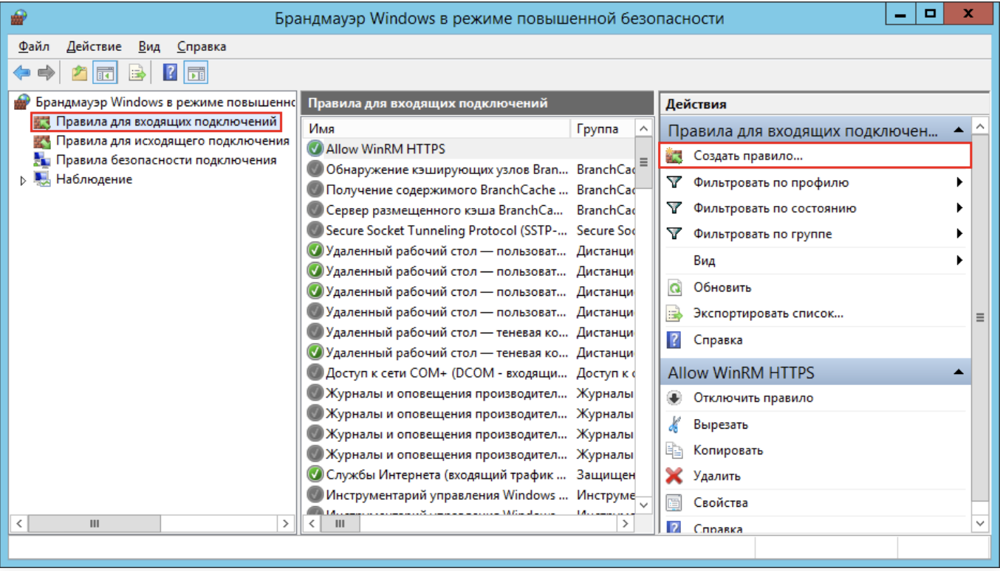 Брандмауэр Windows в режиме повышенной безопасности
Файл Действие Вид Справка
Брандмауэр Windows в режиме повышенно
Правила для входящих подключений
Правила для исходящего подключения
Правила безопасности подключения
Наблюдение
Правила для входящих подключений
Имя Группа
Allow WinRM HTTPS
Обнаружение кэширующих узлов Bran... BranchCac
Получение содержимого BranchCache ... BranchCac
Сервер размещенного кэша BranchCa... BranchCac
Secure Socket Tunneling Protocol (SSTP-... Secure Soc
Удаленный рабочий стол — пользоват... Дистанци
Удаленный рабочий стол — пользоват... Дистанци
Удаленный рабочий стол — пользоват... Дистанци
Удаленный рабочий стол — пользоват... Дистанци
Удаленный рабочий стол — теневая ко... Дистанци
Удаленный рабочий стол — теневая ко... Дистанци
Доступ к сети COM+ (DCOM - входящи... Доступ к с
Журналы и оповещения производител... Журналы
Журналы и оповещения производител... Журналы
Журналы и оповещения производител... Журналы
Журналы и оповещения производител... Журналы
Службы Интернета (входящий трафик ... Защищен
Инструментарий управления Windows ... Инструме
Действия
Правила для входящих подключен...
Создать правило...
Фильтровать по профилю
Фильтровать по состоянию
Фильтровать по группе
Вид
Обновить
Экспортировать список...
Справка
Allow WinRM HTTPS
Отключить правило
Вырезать
Копировать
Удалить
Свойства
Справка